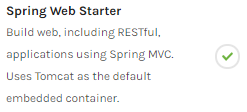 Spring Web Starter
Build web, including RESTful,
applications using Spring MVC.
Uses Tomcat as the default
embedded container.